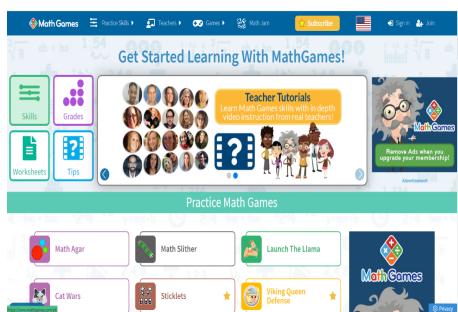 Math Games
Practice Skills
Teachers
Games
Math Jam
Subscribe
Sign in
Join
Get Started Learning With MathGames!
Skills
Grades
Worksheets
Tips
Teacher Tutorials
Learn Math Games skills with in depth
video instruction from real teachers!
?
?
Math Games
Remove Ads when you
upgrade your membership!
Advertisement
Practice Math Games
Math Agar
Math Slither
Launch The Llama
Cat Wars
Sticklets
Viking Queen
Defense
Math Games
Privacy